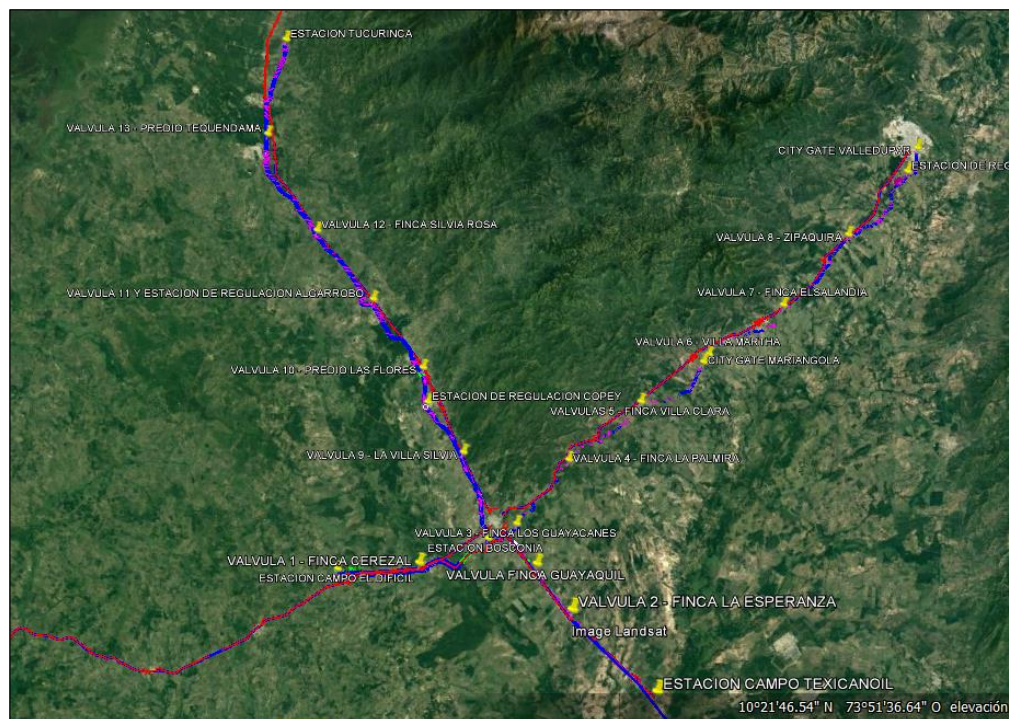 ESTACION TUCURINCA
VALVULA 13 - PREDIO TEQUENDAMA
CITY GATE VALLEDUPAR
ESTACION DE REG
VALVULA 12 - FINCA SILVIA ROSA
VALVULA 8 - ZIPAQUIRA
VALVULA 11 Y ESTACION DE REGULACION ALGARROBO
VALVULA 7 - FINCA ELSALANDIA
VALVULA 6 - VILLA MARTHA
CITY GATE MARIANGOLA
VALVULA 10 - PREDIO LAS FLORES
ESTACION DE REGULACION COPEY
VALVULAS 5 - FINCA VILLA CLARA
VALVULA 9 - LA VILLA SILVIA
VALVULA 4 - FINCA LA PALMIRA
VALVULA 3 - FINCA LOS GUAYACANES
ESTACION BOSCONIA
VALVULA 1 - FINCA CEREZAL
ESTACION CAMPO EL DIFICIL
VALVULA FINCA GUAYAQUIL
VALVULA 2 - FINCA LA ESPERANZA
Image Landsat
ESTACION CAMPO TEXICANOIL
10°21'46.54" N 73°51'36.64" O elevación